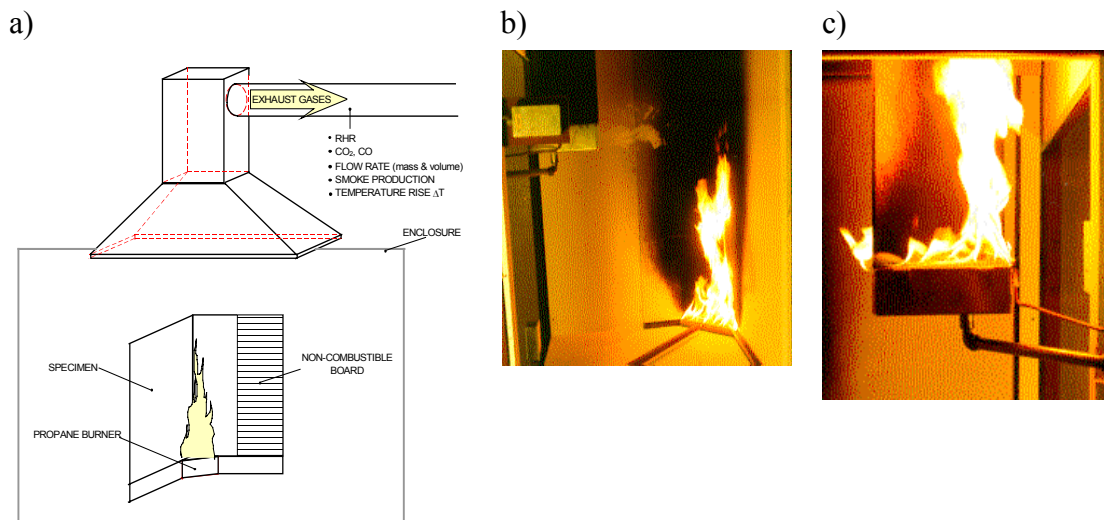 a)
b)
c)
EXHAUST GASES
• RHR
• CO₂, CO
• FLOW RATE (mass & volume)
• SMOKE PRODUCTION
• TEMPERATURE RISE ΔT
ENCLOSURE
SPECIMEN
NON-COMBUSTIBLE
BOARD
PROPANE BURNER